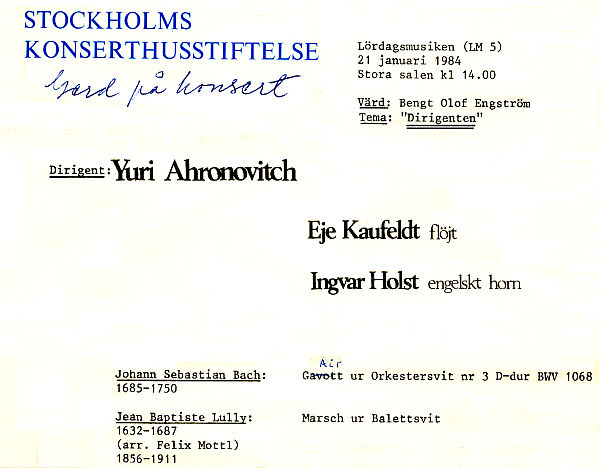 STOCKHOLMS
KONSERTHUSSTIFTELSE
Gerd på konsert
Lördagsmusiken (LM 5)
21 januari 1984
Stora salen kl 14.00
Värd: Bengt Olof Engström
Tema: "Dirigenten"
Dirigent: Yuri Ahronovitch
Eje Kaufeldt flöjt
Ingvar Holst engelskt horn
Air
Johann Sebastian Bach: Gavott ur Orkestersvit nr 3 D-dur BWV 1068
1685-1750
Jean Baptiste Lully: Marsch ur Balettsvit
1632-1687
(arr. Felix Mottl)
1856-1911